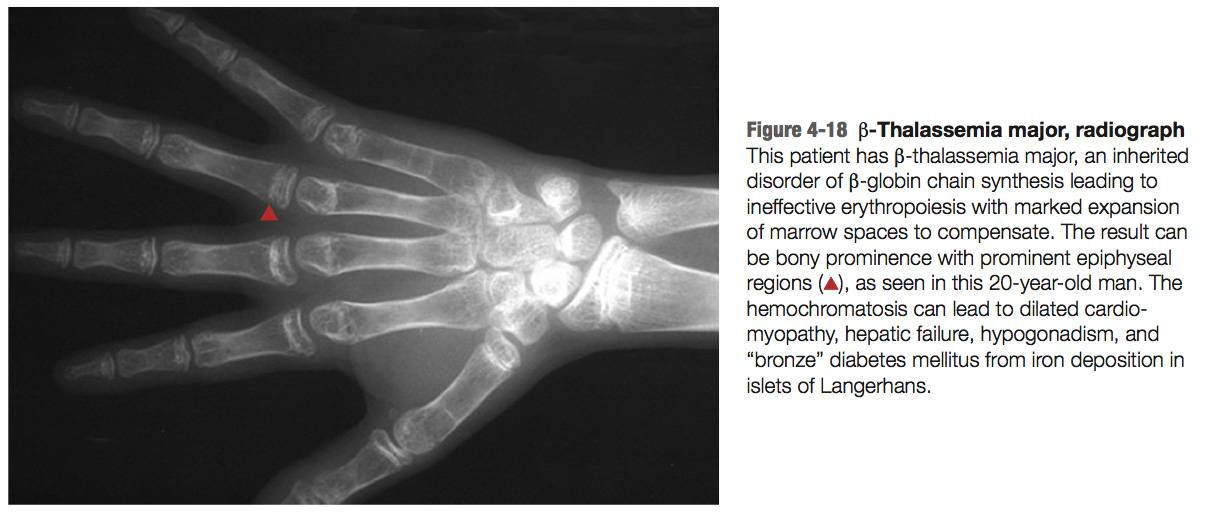 Figure 4-18 β-Thalassemia major, radiograph
This patient has β-thalassemia major, an inherited
disorder of β-globin chain synthesis leading to
ineffective erythropoiesis with marked expansion
of marrow spaces to compensate. The result can
be bony prominence with prominent epiphyseal
regions (▲), as seen in this 20-year-old man. The
hemochromatosis can lead to dilated cardio-
myopathy, hepatic failure, hypogonadism, and
“bronze” diabetes mellitus from iron deposition in
islets of Langerhans.